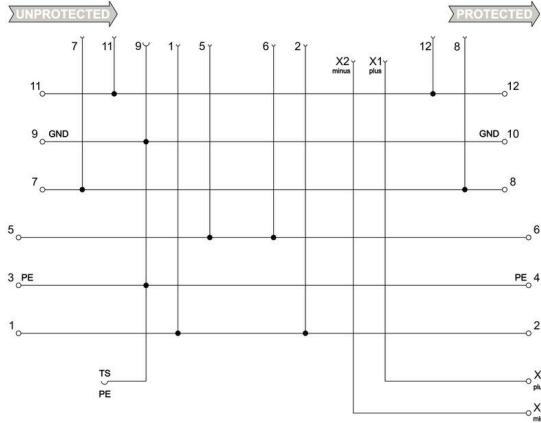 UNPROTECTED PROTECTED
7 11 9 1 5 6 2 X2 X1 12 8
minus plus
11 12
9 GND GND 10
7 8
5 6
3 PE PE 4
1 2
TS
PE
X
X